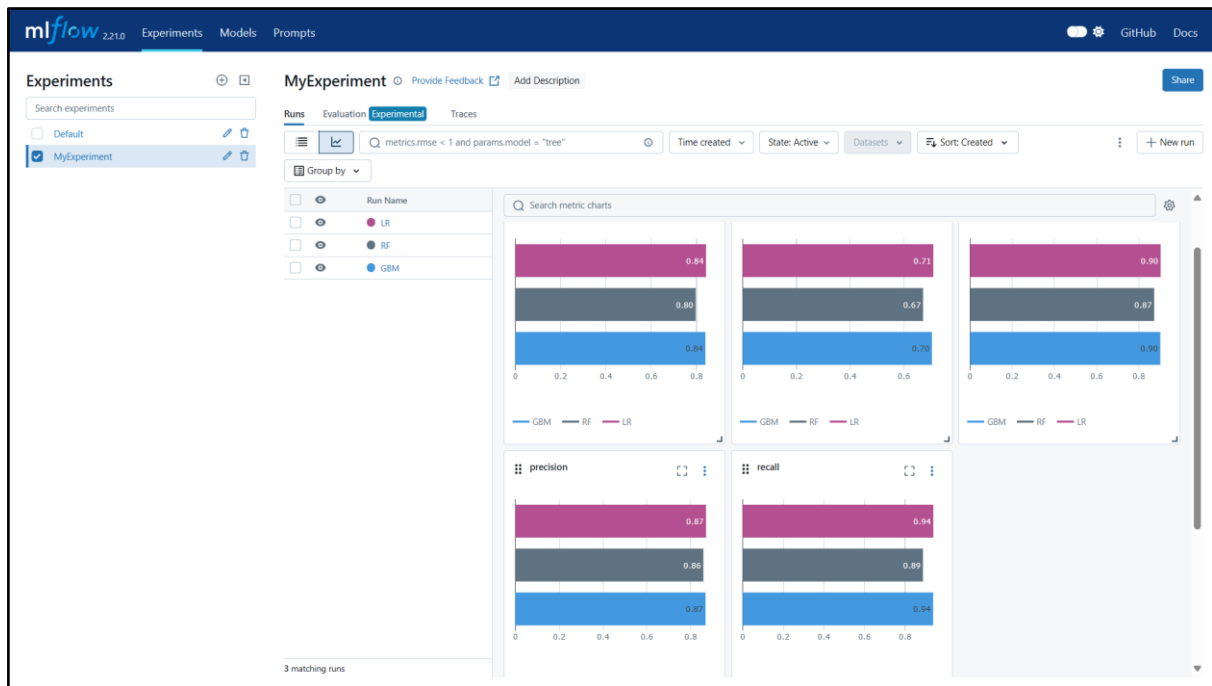 mlflow 2.21.0 Experiments Models Prompts GitHub Docs
Experiments
Search experiments
Default
MyExperiment
MyExperiment Provide Feedback Add Description Share
Runs Evaluation Experimental Traces
metrics.rmse < 1 and params.model = "tree" Time created State: Active Datasets Sort: Created + New run
Group by
Run Name
LR
RF
GBM
3 matching runs
Search metric charts
0.84
0.80
0.84
0 0.2 0.4 0.6 0.8
GBM RF LR
0.71
0.67
0.70
0 0.2 0.4 0.6
GBM RF LR
0.90
0.87
0.90
0 0.2 0.4 0.6 0.8
GBM RF LR
precision
0.87
0.86
0.87
0 0.2 0.4 0.6 0.8
recall
0.94
0.89
0.94
0 0.2 0.4 0.6 0.8